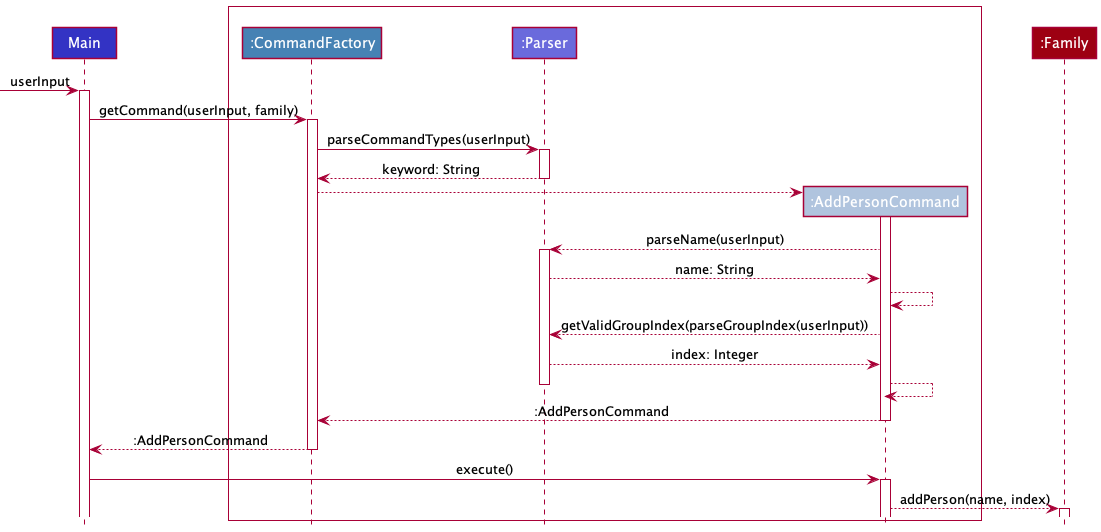 Main
:CommandFactory
:Parser
:Family
userInput
getCommand(userInput, family)
parseCommandTypes(userInput)
keyword: String
:AddPersonCommand
parseName(userInput)
name: String
getValidGroupIndex(parseGroupIndex(userInput))
index: Integer
:AddPersonCommand
:AddPersonCommand
execute()
addPerson(name, index)